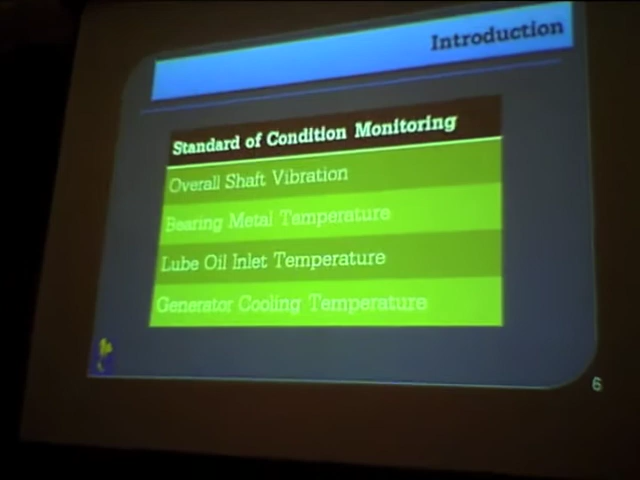 Introduction
Standard of Condition Monitoring
Overall Shaft Vibration
Bearing Metal Temperature
Lube Oil Inlet Temperature
Generator Cooling Temperature
6